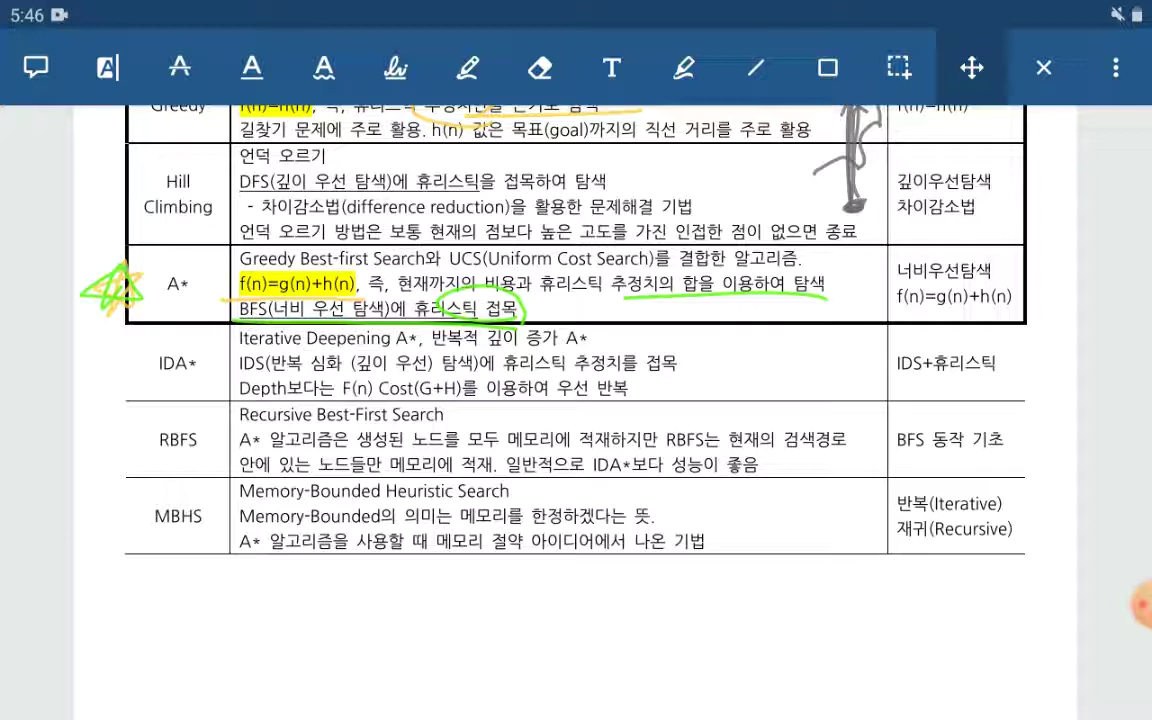 5:46
T
Greedy
f(n)=h(n), 즉, 휴리스틱 추정치만을 근거로 탐색
f(n)=h(n)
길찾기 문제에 주로 활용. h(n) 값은 목표(goal)까지의 직선 거리를 주로 활용
Hill
Climbing
언덕 오르기
DFS(깊이 우선 탐색)에 휴리스틱을 접목하여 탐색
- 차이감소법(difference reduction)을 활용한 문제해결 기법
언덕 오르기 방법은 보통 현재의 점보다 높은 고도를 가진 인접한 점이 없으면 종료
깊이우선탐색
차이감소법
A*
Greedy Best-first Search와 UCS(Uniform Cost Search)를 결합한 알고리즘.
f(n)=g(n)+h(n), 즉, 현재까지의 비용과 휴리스틱 추정치의 합을 이용하여 탐색
BFS(너비 우선 탐색)에 휴리스틱 접목
너비우선탐색
f(n)=g(n)+h(n)
IDA*
Iterative Deepening A*, 반복적 깊이 증가 A*
IDS(반복 심화 (깊이 우선) 탐색)에 휴리스틱 추정치를 접목
Depth보다는 F(n) Cost(G+H)를 이용하여 우선 반복
IDS+휴리스틱
RBFS
Recursive Best-First Search
A* 알고리즘은 생성된 노드를 모두 메모리에 적재하지만 RBFS는 현재의 검색경로
안에 있는 노드들만 메모리에 적재. 일반적으로 IDA*보다 성능이 좋음
BFS 동작 기초
MBHS
Memory-Bounded Heuristic Search
Memory-Bounded의 의미는 메모리를 한정하겠다는 뜻.
A* 알고리즘을 사용할 때 메모리 절약 아이디어에서 나온 기법
반복(Iterative)
재귀(Recursive)